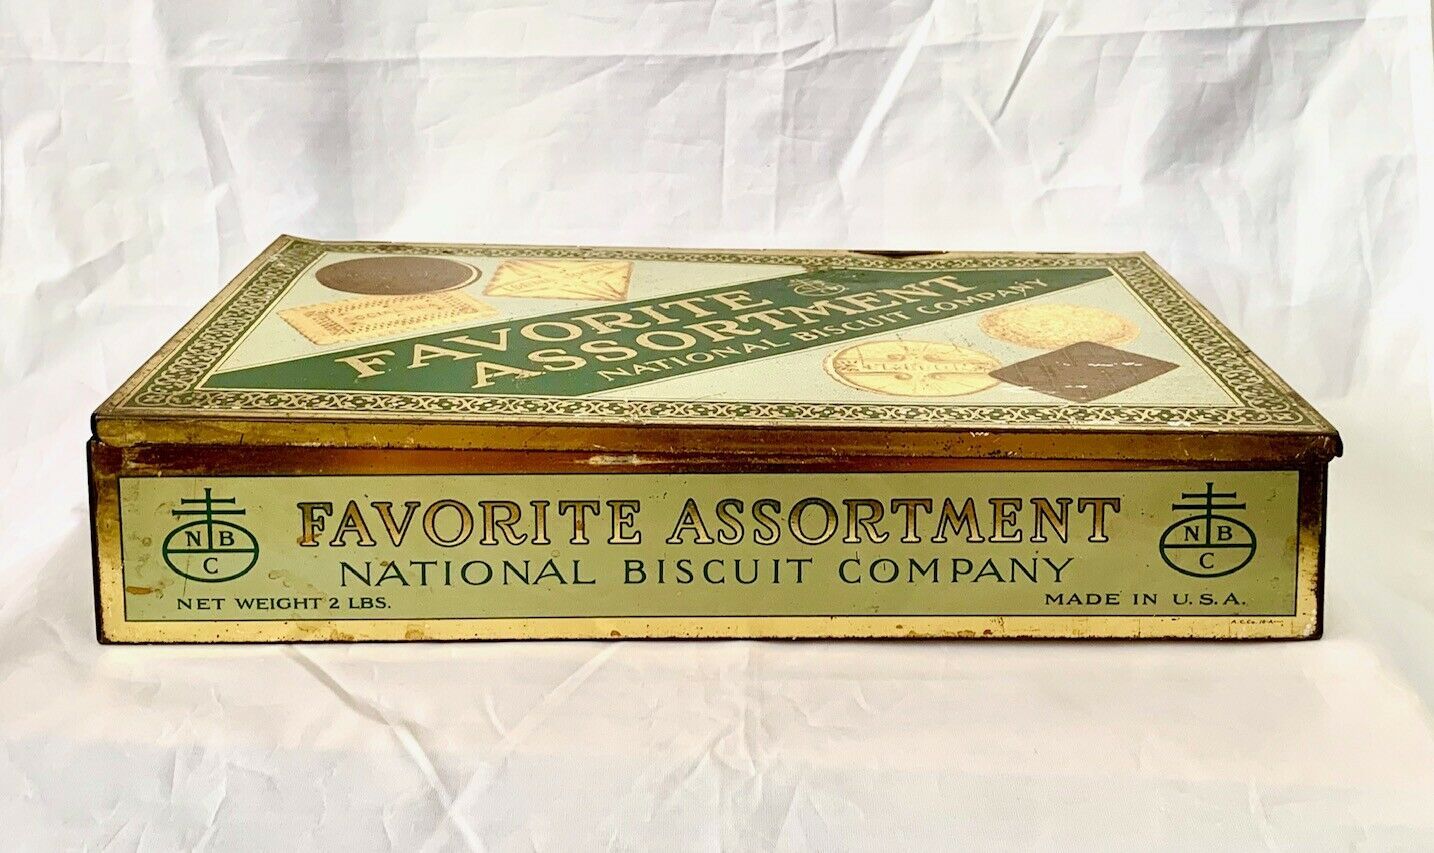 FAVORITE
ASSORTMENT
NATIONAL BISCUIT COMPANY
N B
C
FAVORITE ASSORTMENT
N B
C
NATIONAL BISCUIT COMPANY
NET WEIGHT 2 LBS.
MADE IN U.S.A.